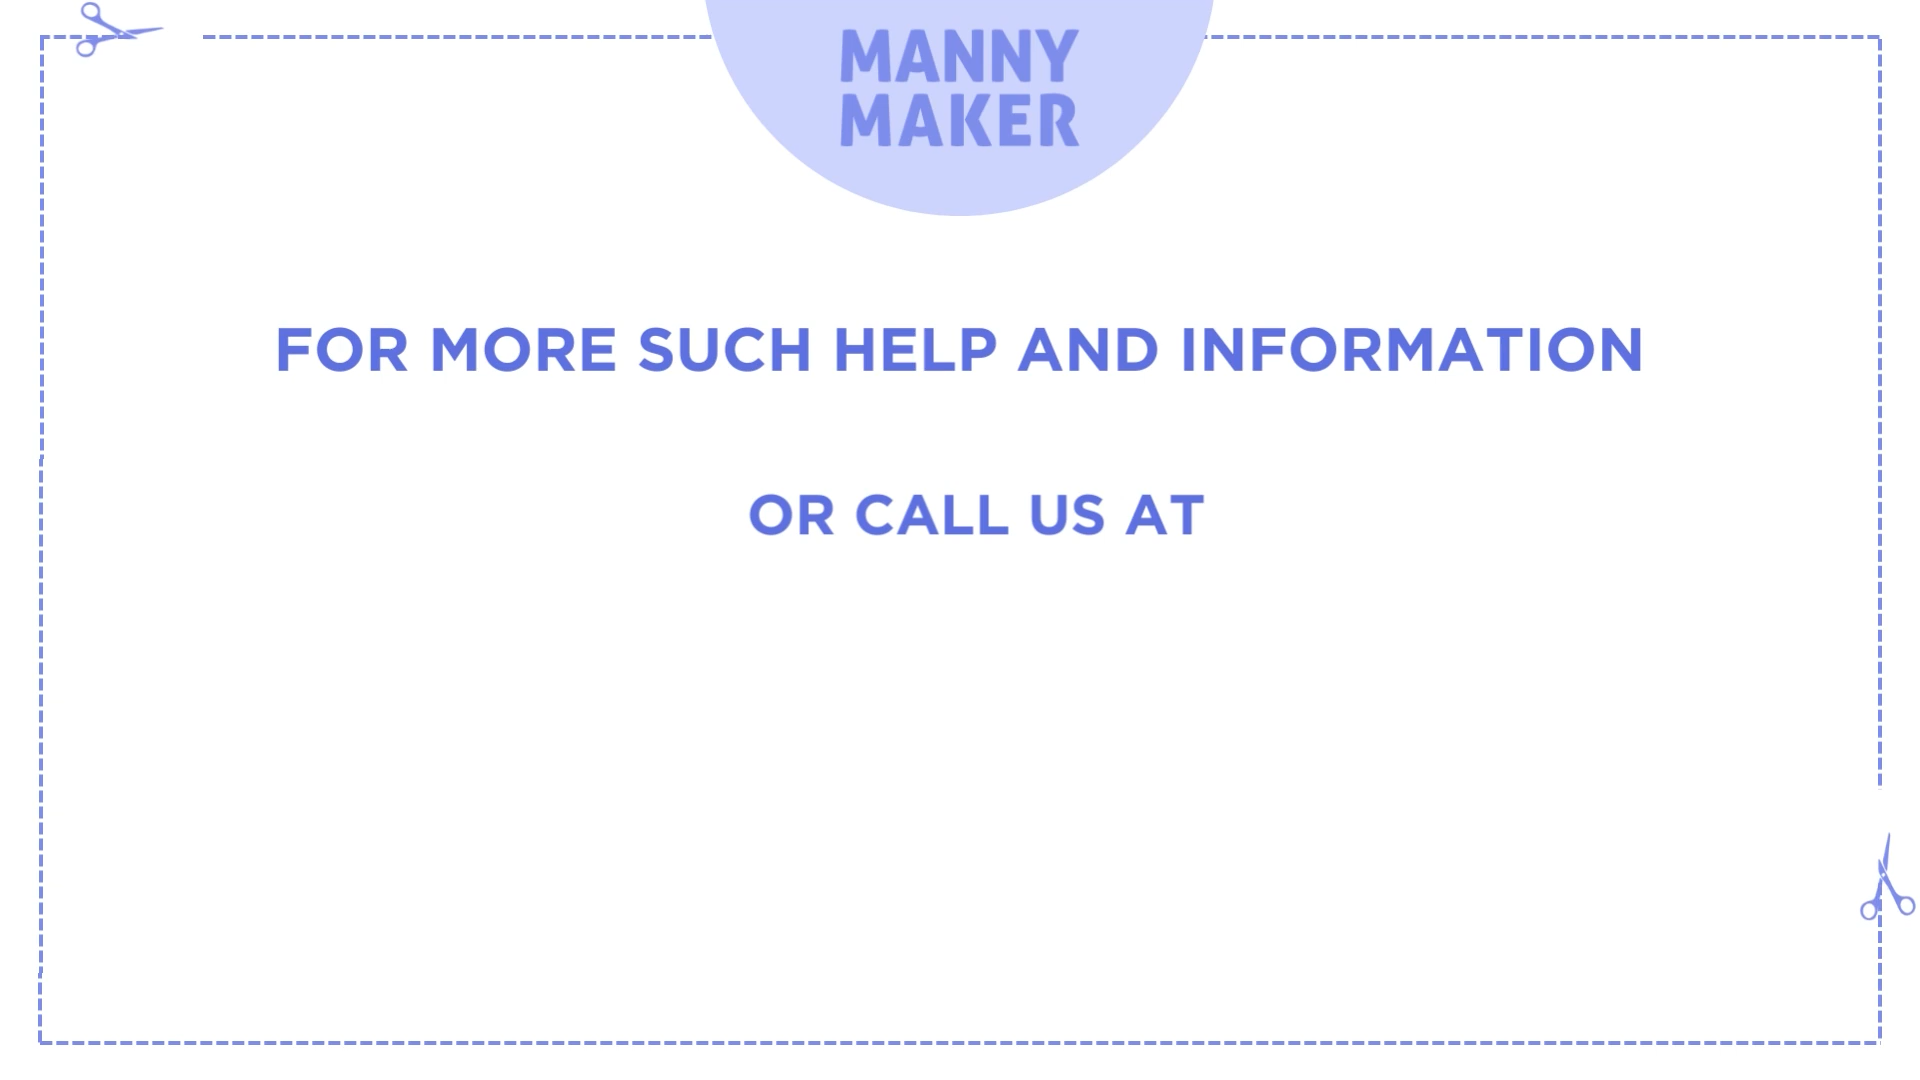 MANNY
MAKER
FOR MORE SUCH HELP AND INFORMATION
OR CALL US AT